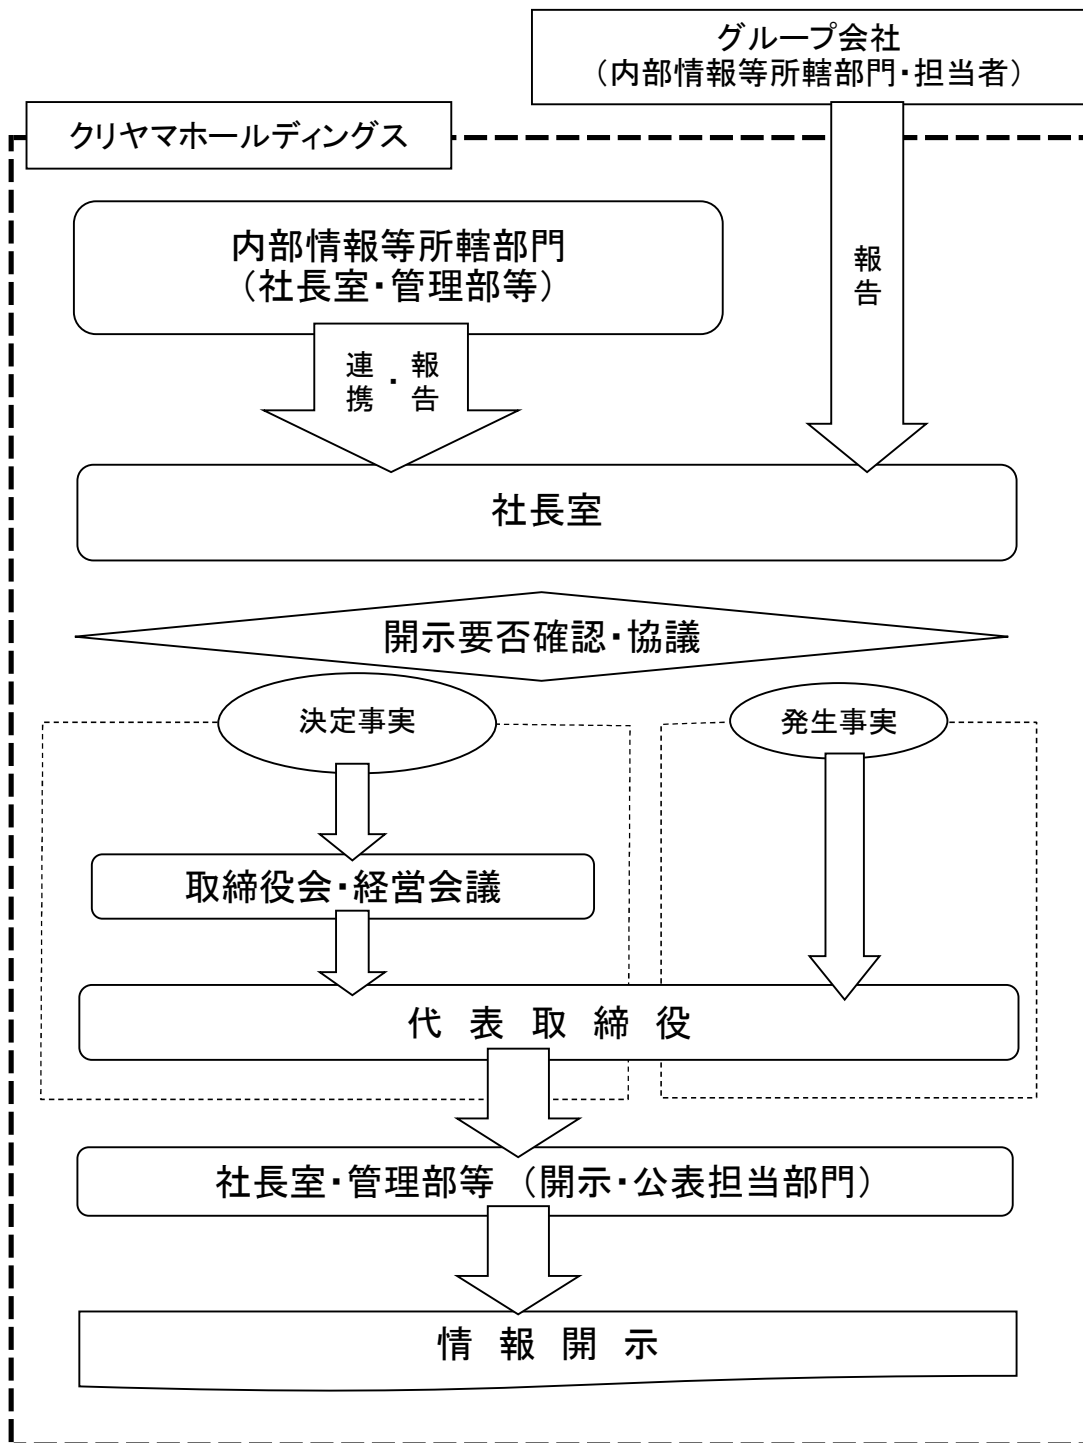 グループ会社
（内部情報等所轄部門・担当者）
クリヤマホールディングス
内部情報等所轄部門
（社長室・管理部等）
報告
連携・報告
社長室
開示要否確認・協議
決定事実
発生事実
取締役会・経営会議
代表取締役
社長室・管理部等（開示・公表担当部門）
情報開示